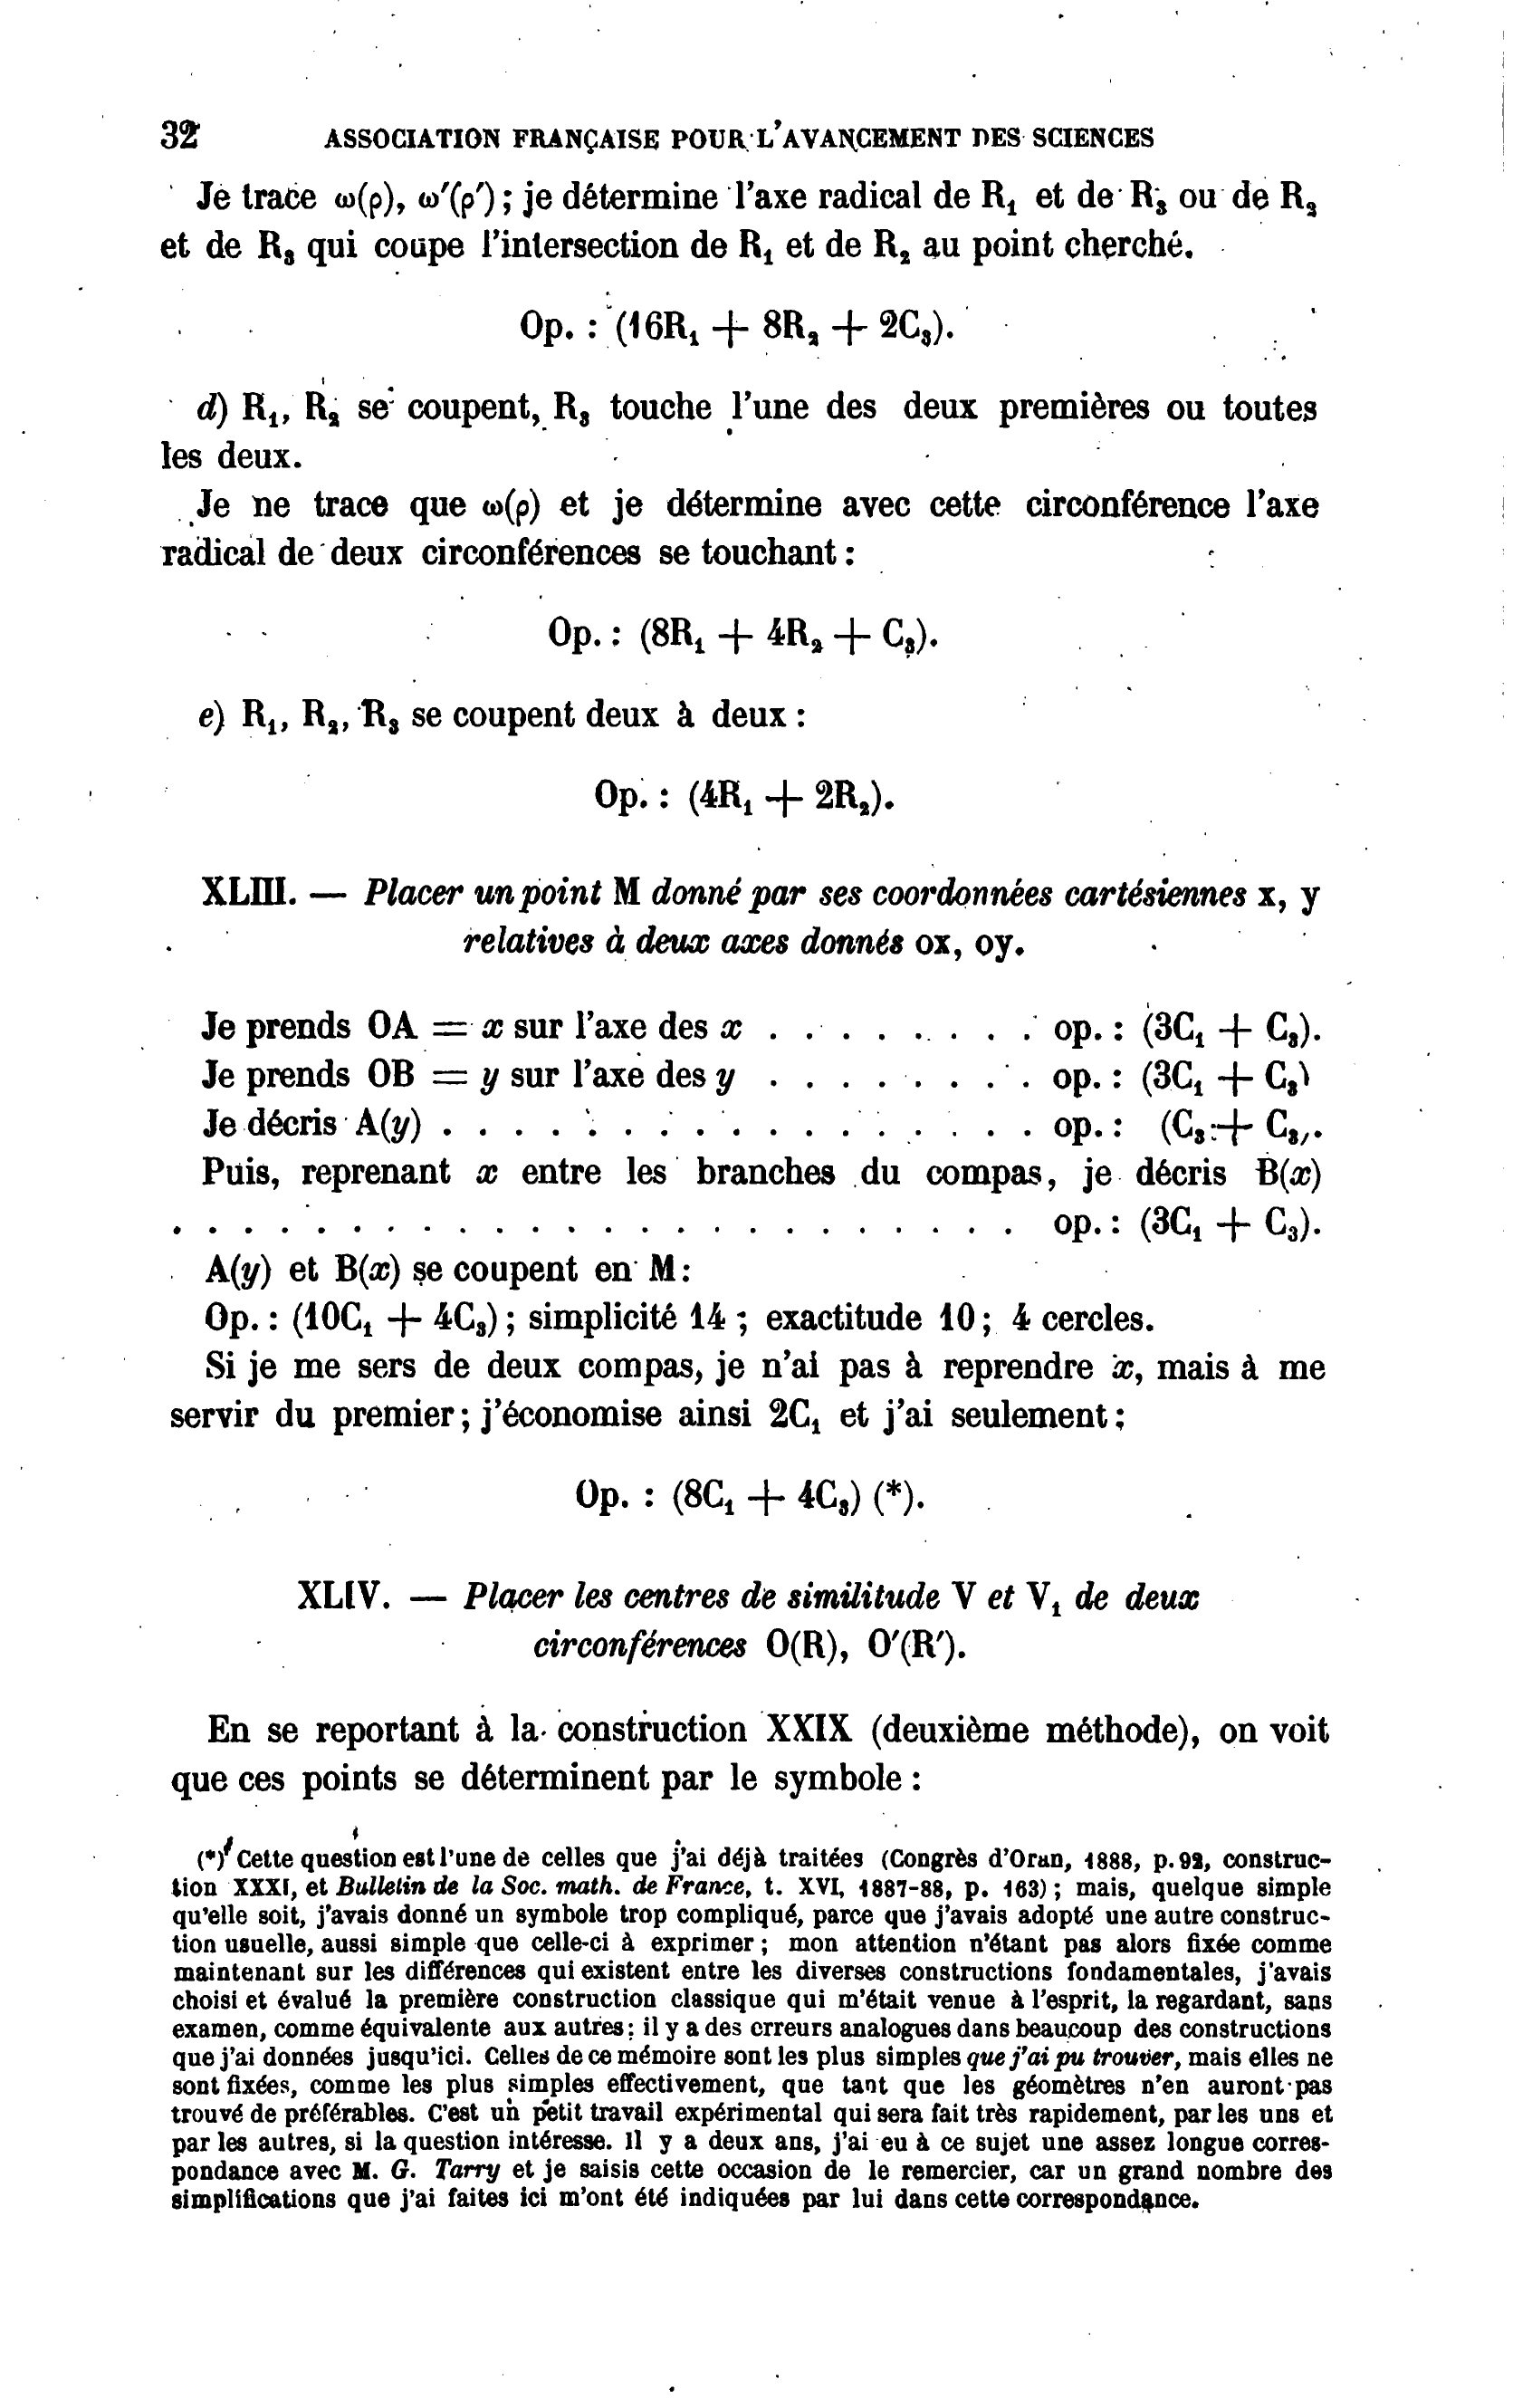 32 ASSOCIATION FRANÇAISE POUR L'AVANCEMENT DES SCIENCES
Je trace ω(ρ), ω′(ρ′) ; je détermine l'axe radical de R₁ et de R₃ ou de R₂
et de R₃ qui coupe l'intersection de R₁ et de R₂ au point cherché.
Op. : (16R₁ + 8R₂ + 2C₃).
d) R₁, R₂ se coupent, R₃ touche l'une des deux premières ou toutes
les deux.
Je ne trace que ω(ρ) et je détermine avec cette circonférence l'axe
radical de deux circonférences se touchant :
Op. : (8R₁ + 4R₂ + C₃).
e) R₁, R₂, R₃ se coupent deux à deux :
Op. : (4R₁ + 2R₂).
XLIII. — Placer un point M donné par ses coordonnées cartésiennes x, y
relatives à deux axes donnés ox, oy.
Je prends OA = x sur l'axe des x . . . . . . . . op. : (3C₁ + C₃).
Je prends OB = y sur l'axe des y . . . . . . . . op. : (3C₁ + C₃)
Je décris A(y) . . . . . . . . . . . . . . . . . op. : (C₃ + C₃).
Puis, reprenant x entre les branches du compas, je décris B(x)
. . . . . . . . . . . . . . . . . . . . . . . . op. : (3C₁ + C₃).
A(y) et B(x) se coupent en M :
Op. : (10C₁ + 4C₃) ; simplicité 14 ; exactitude 10 ; 4 cercles.
Si je me sers de deux compas, je n'ai pas à reprendre x, mais à me
servir du premier ; j'économise ainsi 2C₁ et j'ai seulement :
Op. : (8C₁ + 4C₃) (*).
XLIV. — Placer les centres de similitude V et V₁ de deux
circonférences O(R), O′(R′).
En se reportant à la construction XXIX (deuxième méthode), on voit
que ces points se déterminent par le symbole :
(*) Cette question est l'une de celles que j'ai déjà traitées (Congrès d'Oran, 1888, p. 92, construc-
tion XXXI, et Bulletin de la Soc. math. de France, t. XVI, 1887-88, p. 163) ; mais, quelque simple
qu'elle soit, j'avais donné un symbole trop compliqué, parce que j'avais adopté une autre construc-
tion usuelle, aussi simple que celle-ci à exprimer ; mon attention n'étant pas alors fixée comme
maintenant sur les différences qui existent entre les diverses constructions fondamentales, j'avais
choisi et évalué la première construction classique qui m'était venue à l'esprit, la regardant, sans
examen, comme équivalente aux autres ; il y a des erreurs analogues dans beaucoup des constructions
que j'ai données jusqu'ici. Celles de ce mémoire sont les plus simples que j'ai pu trouver, mais elles ne
sont fixées, comme les plus simples effectivement, que tant que les géomètres n'en auront pas
trouvé de préférables. C'est un petit travail expérimental qui sera fait très rapidement, par les uns et
par les autres, si la question intéresse. Il y a deux ans, j'ai eu à ce sujet une assez longue corres-
pondance avec M. G. Tarry et je saisis cette occasion de le remercier, car un grand nombre des
simplifications que j'ai faites ici m'ont été indiquées par lui dans cette correspondance.